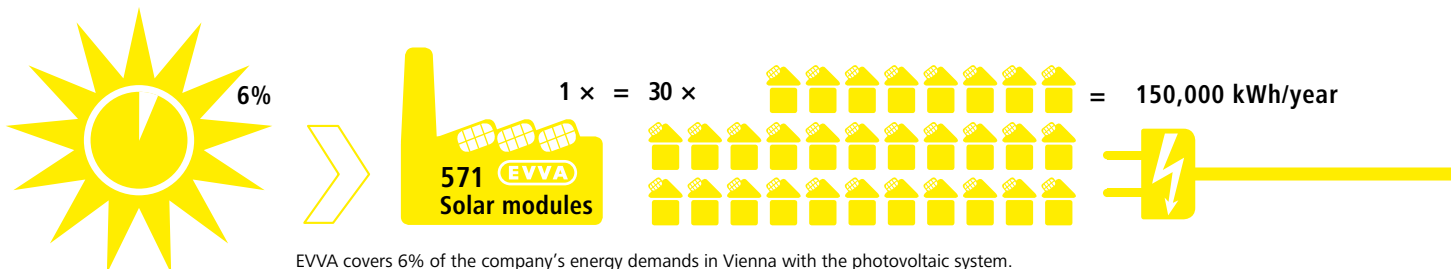 6%
1 × = 30 × = 150,000 kWh/year
571 EVVA
Solar modules
EVVA covers 6% of the company's energy demands in Vienna with the photovoltaic system.